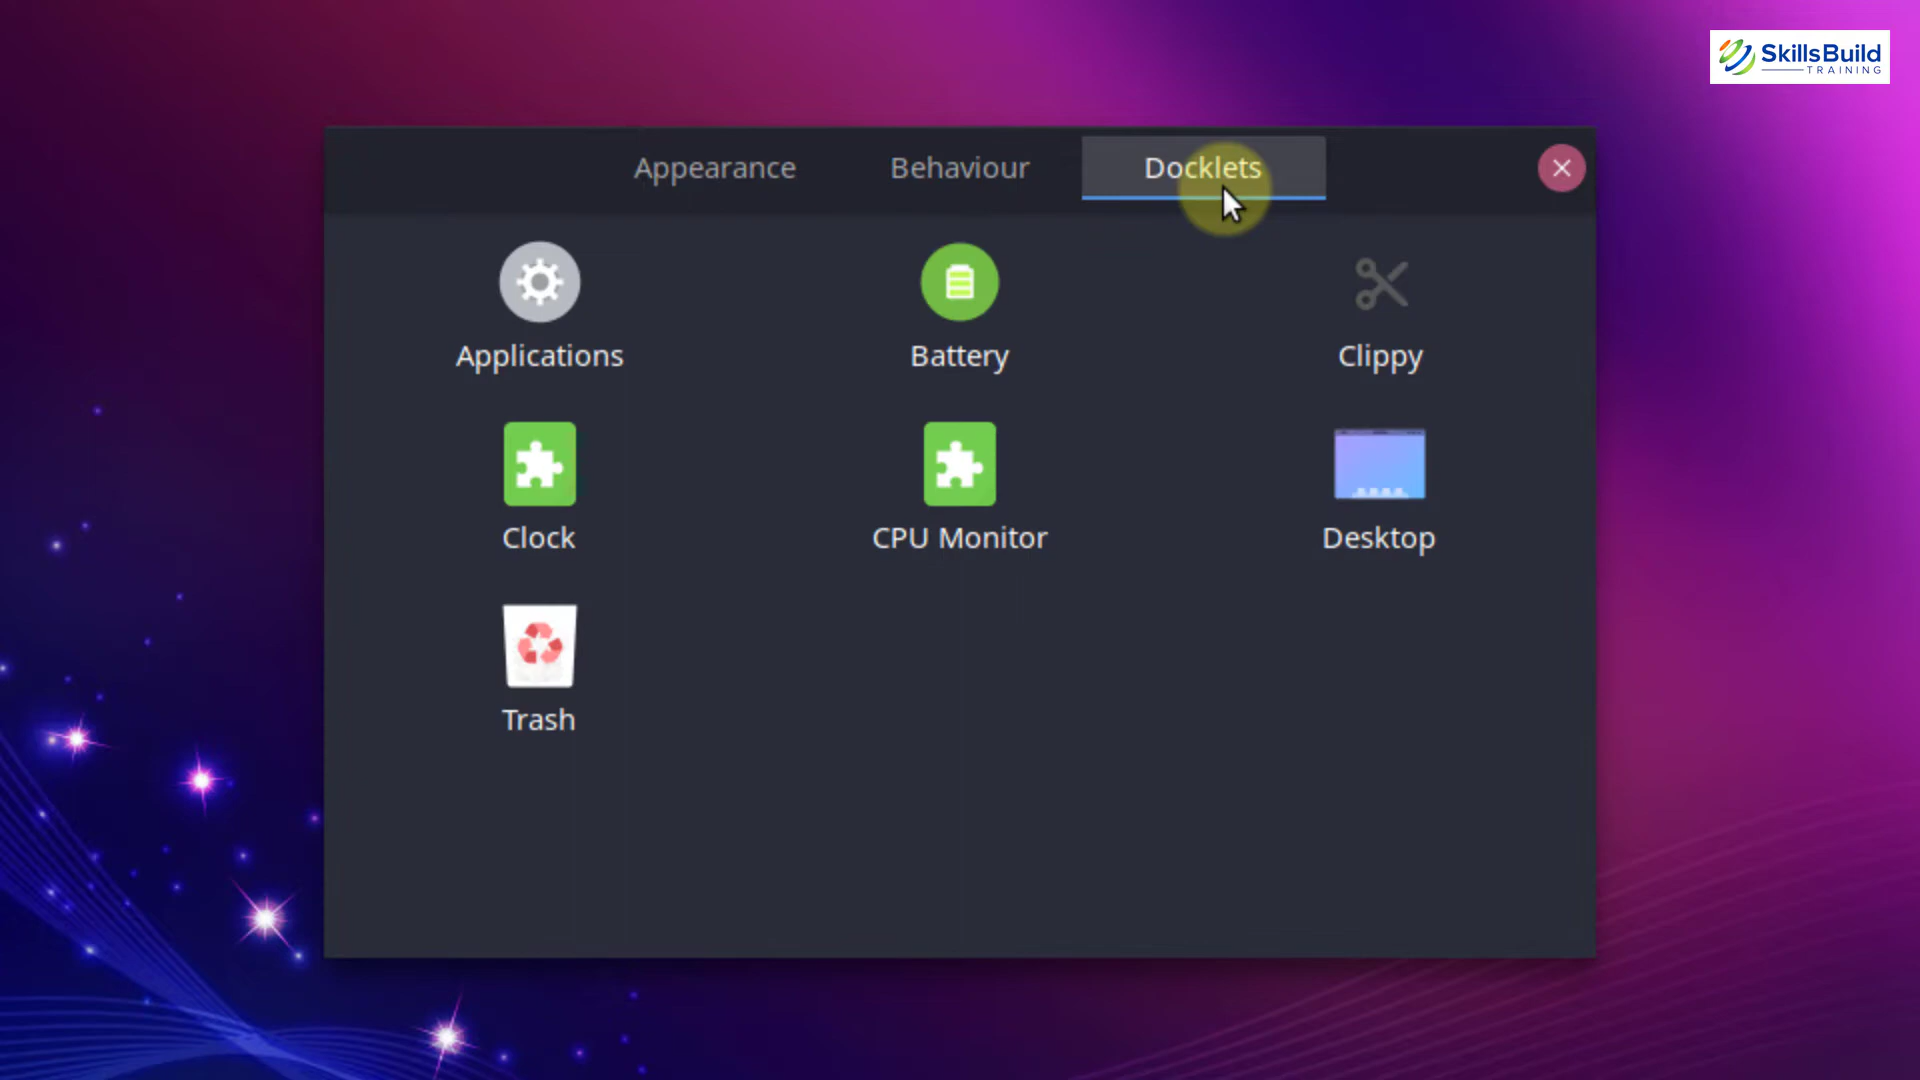 SkillsBuild
TRAINING
Appearance Behaviour Docklets
Applications Battery Clippy
Clock CPU Monitor Desktop
Trash